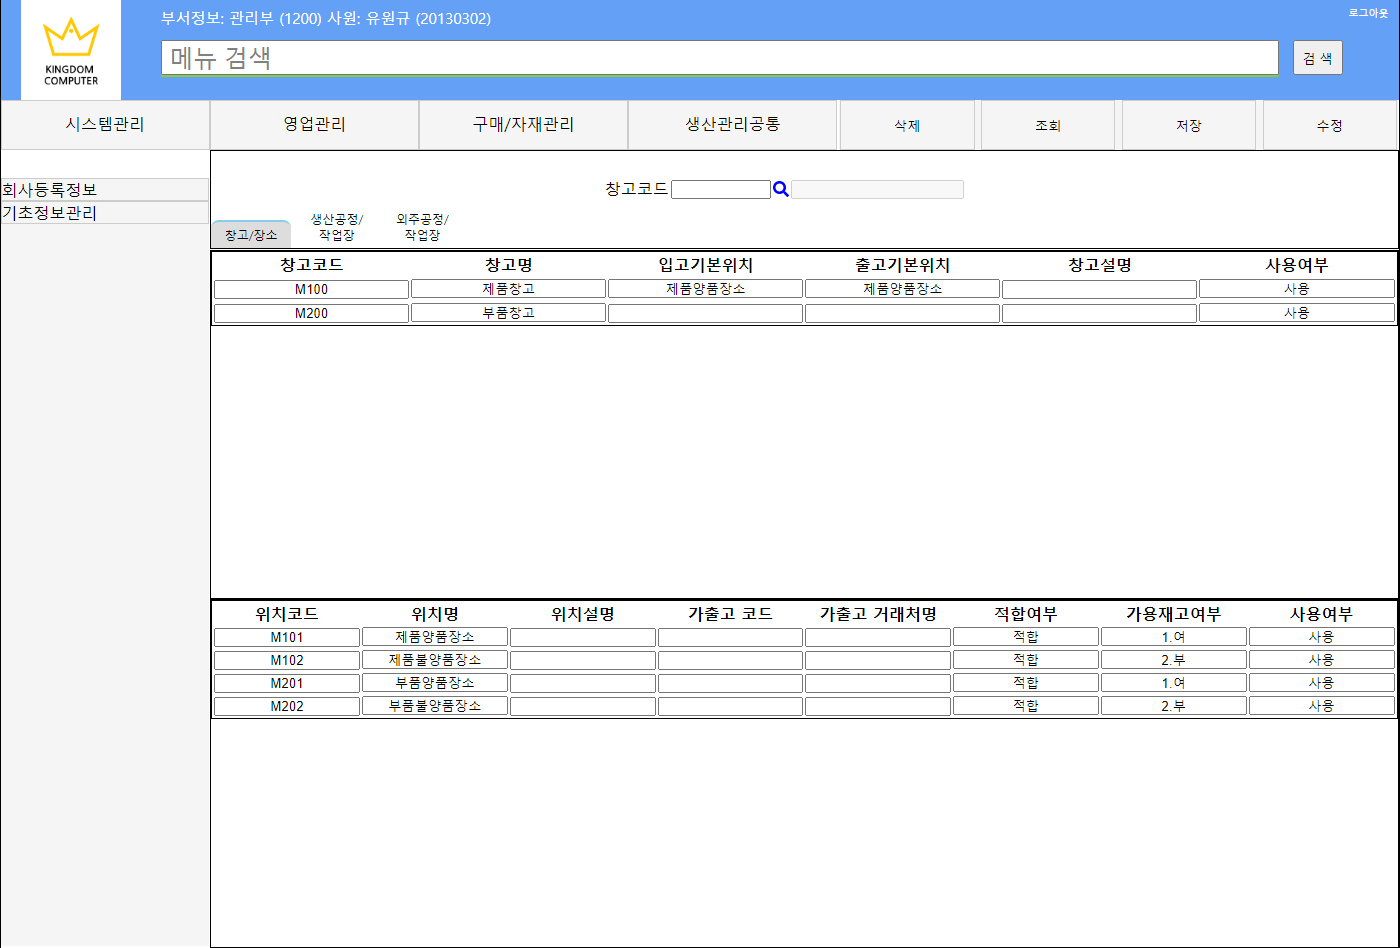 KINGDOM
COMPUTER
부서정보: 관리부 (1200) 사원: 유원규 (20130302)
로그아웃
메뉴 검색
검 색
시스템관리 영업관리 구매/자재관리 생산관리공통 삭제 조회 저장 수정
회사등록정보
기초정보관리
창고코드
창고/장소
생산공정/
작업장
외주공정/
작업장
창고코드 창고명 입고기본위치 출고기본위치 창고설명 사용여부
M100 제품창고 제품양품장소 제품양품장소 사용
M200 부품창고 사용
위치코드 위치명 위치설명 가출고 코드 가출고 거래처명 적합여부 가용재고여부 사용여부
M101 제품양품장소 적합 1.여 사용
M102 제품불양품장소 적합 2.부 사용
M201 부품양품장소 적합 1.여 사용
M202 부품불양품장소 적합 2.부 사용